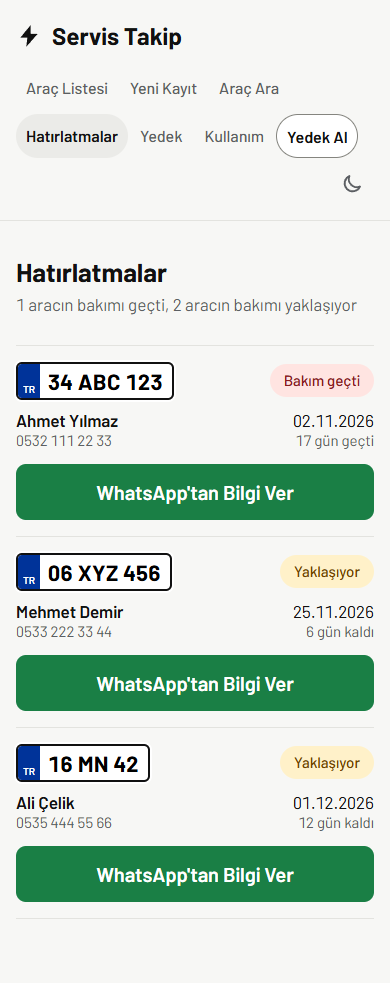 Servis Takip
Araç Listesi Yeni Kayıt Araç Ara
Hatırlatmalar Yedek Kullanım Yedek Al
Hatırlatmalar
1 aracın bakımı geçti, 2 aracın bakımı yaklaşıyor
TR 34 ABC 123 Bakım geçti
Ahmet Yılmaz 02.11.2026
0532 111 22 33 17 gün geçti
WhatsApp'tan Bilgi Ver
TR 06 XYZ 456 Yaklaşıyor
Mehmet Demir 25.11.2026
0533 222 33 44 6 gün kaldı
WhatsApp'tan Bilgi Ver
TR 16 MN 42 Yaklaşıyor
Ali Çelik 01.12.2026
0535 444 55 66 12 gün kaldı
WhatsApp'tan Bilgi Ver